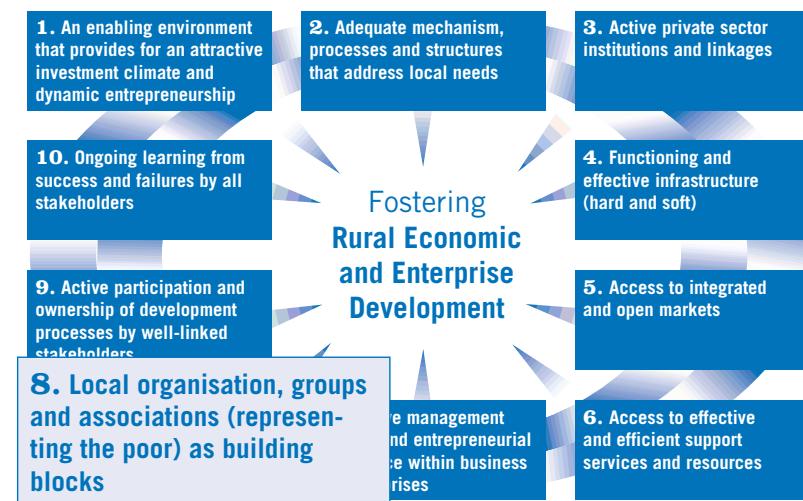 1. An enabling environment
that provides for an attractive
investment climate and
dynamic entrepreneurship
2. Adequate mechanism,
processes and structures
that address local needs
3. Active private sector
institutions and linkages
10. Ongoing learning from
success and failures by all
stakeholders
Fostering
Rural Economic
and Enterprise
Development
4. Functioning and
effective infrastructure
(hard and soft)
9. Active participation and
ownership of development
processes by well-linked
stakeholders
5. Access to integrated
and open markets
8. Local organisation, groups
and associations (represen-
ting the poor) as building
blocks
management
entrepreneurial
within business
6. Access to effective
and efficient support
services and resources